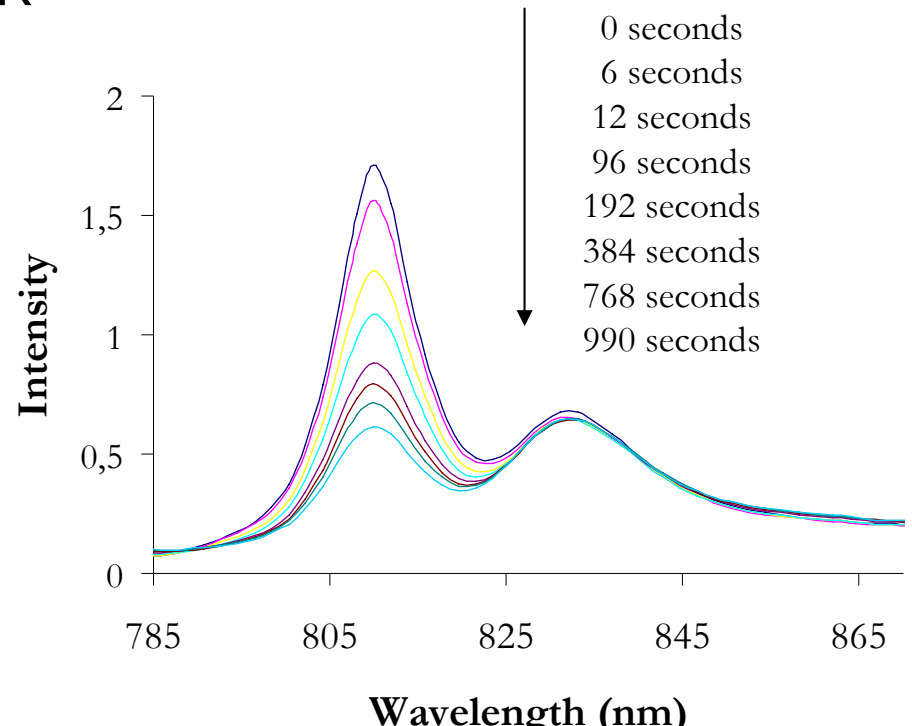 0 seconds
6 seconds
12 seconds
96 seconds
192 seconds
384 seconds
768 seconds
990 seconds
2
1,5
1
0,5
0
Intensity
785 805 825 845 865
Wavelength (nm)